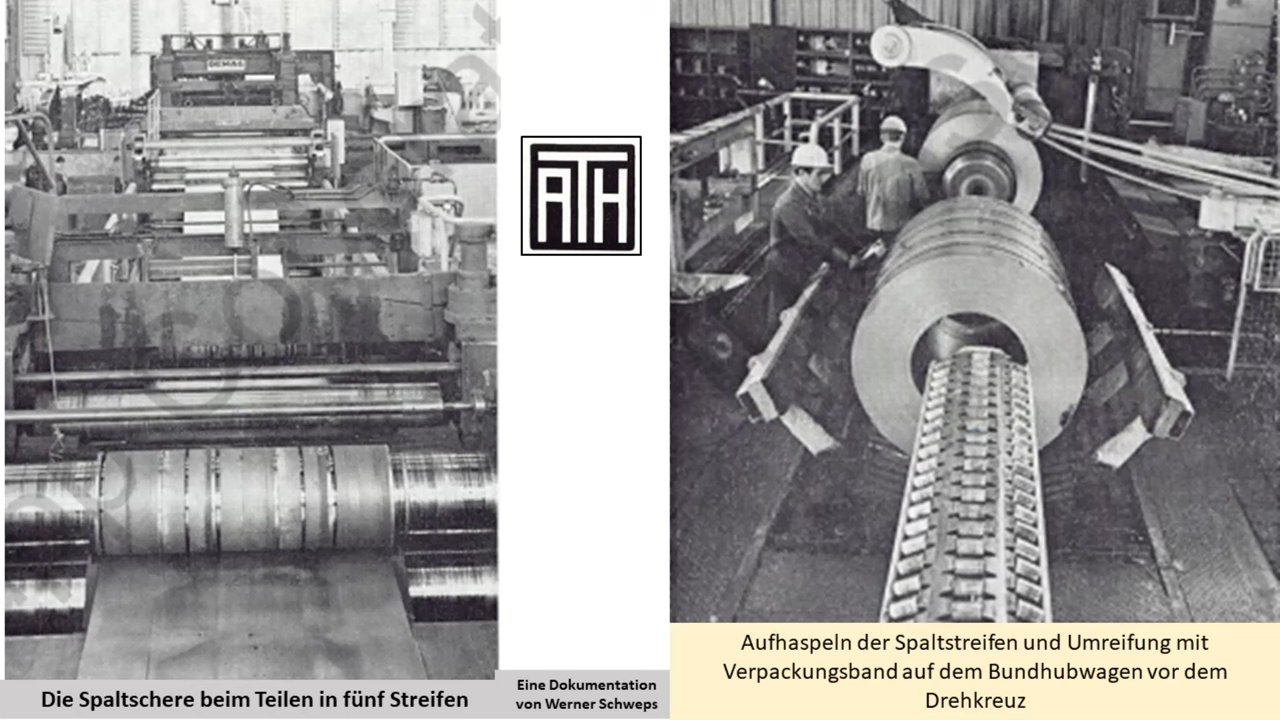 DEMAG
ATH
Die Spaltschere beim Teilen in fünf Streifen
Eine Dokumentation
von Werner Schweps
Aufhaspeln der Spaltstreifen und Umreifung mit
Verpackungsband auf dem Bundhubwagen vor dem
Drehkreuz